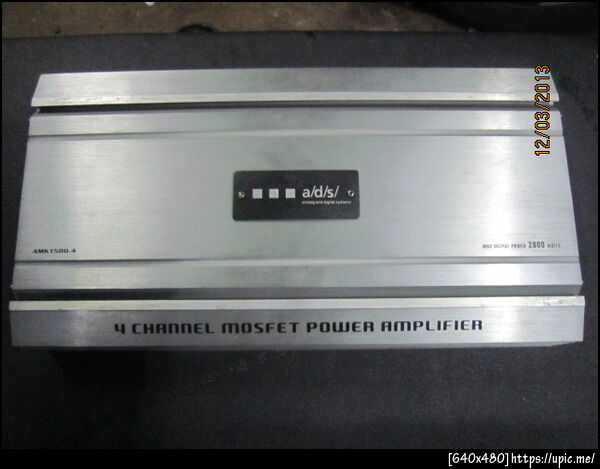 12/03/2013
a/d/s/
analog and digital systems
AMK1500.4
MAX OUTPUT POWER 2800 WATTS
4 CHANNEL MOSFET POWER AMPLIFIER
[640x480]https://upic.me/